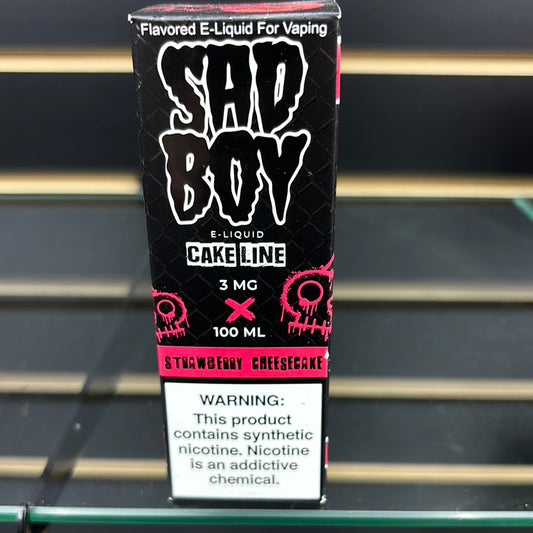 Flavored E-Liquid For Vaping
SAD
BOY
E-LIQUID
CAKE LINE
3 MG
X
100 ML
STRAWBERRY CHEESECAKE
WARNING:
This product
contains synthetic
nicotine. Nicotine
is an addictive
chemical.